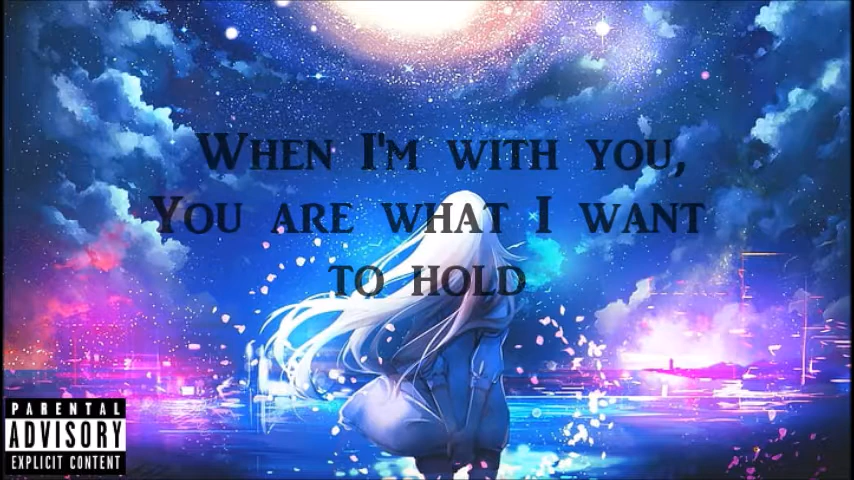 When I'm with you,
You are what I want
to hold
PARENTAL
ADVISORY
EXPLICIT CONTENT